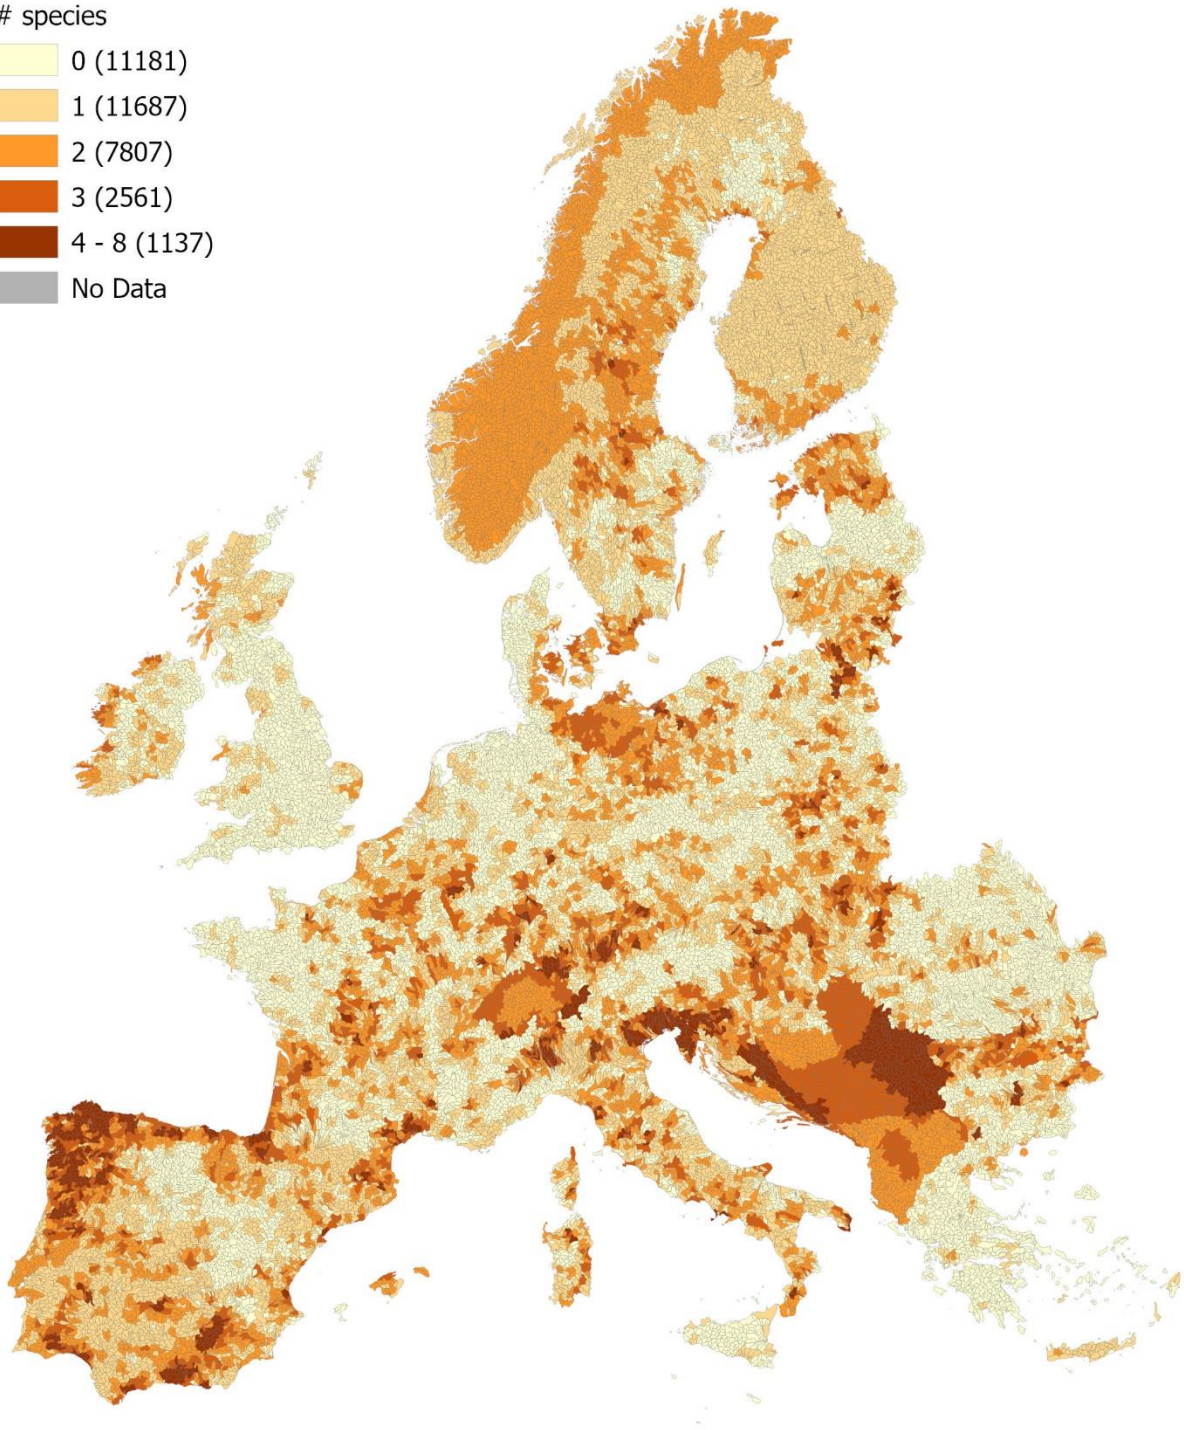 # species
0 (11181)
1 (11687)
2 (7807)
3 (2561)
4 - 8 (1137)
No Data